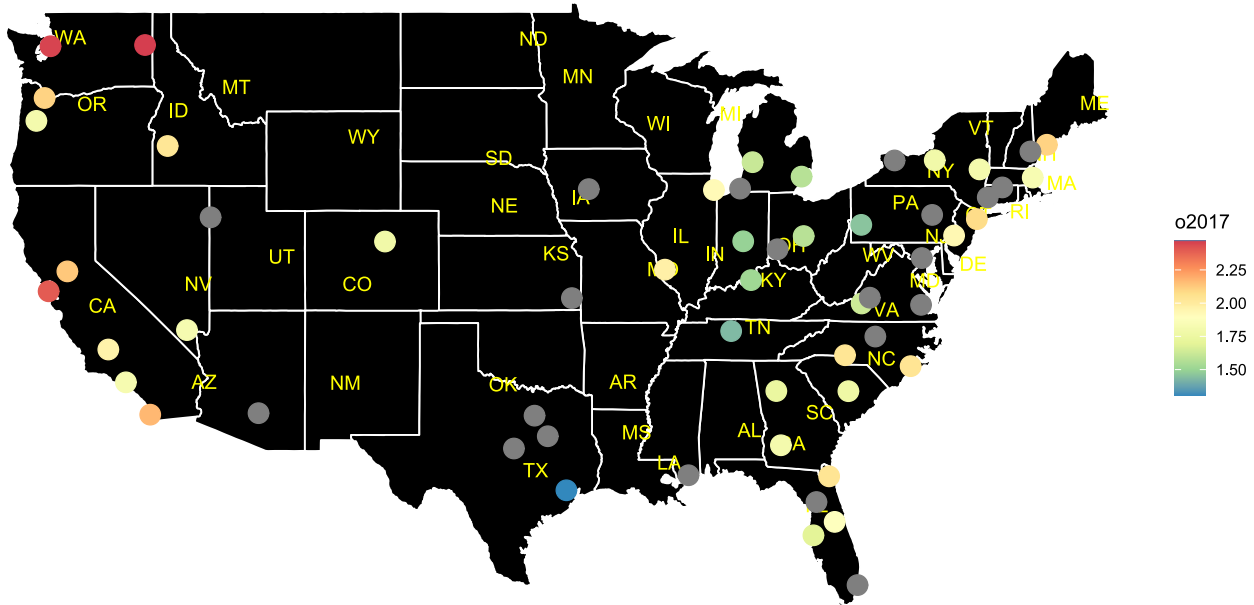 WA
ND
MT
MN
ME
OR
ID
MI
WI
VT
WY
SD
NY
MA
IA
NE
PA
RI
IL
IN
OH
KS
UT
NV
CO
WV
DE
KY
MD
CA
VA
TN
NC
AZ
NM
OK
AR
SC
MS
AL
LA
TX
o2017
2.25
2.00
1.75
1.50